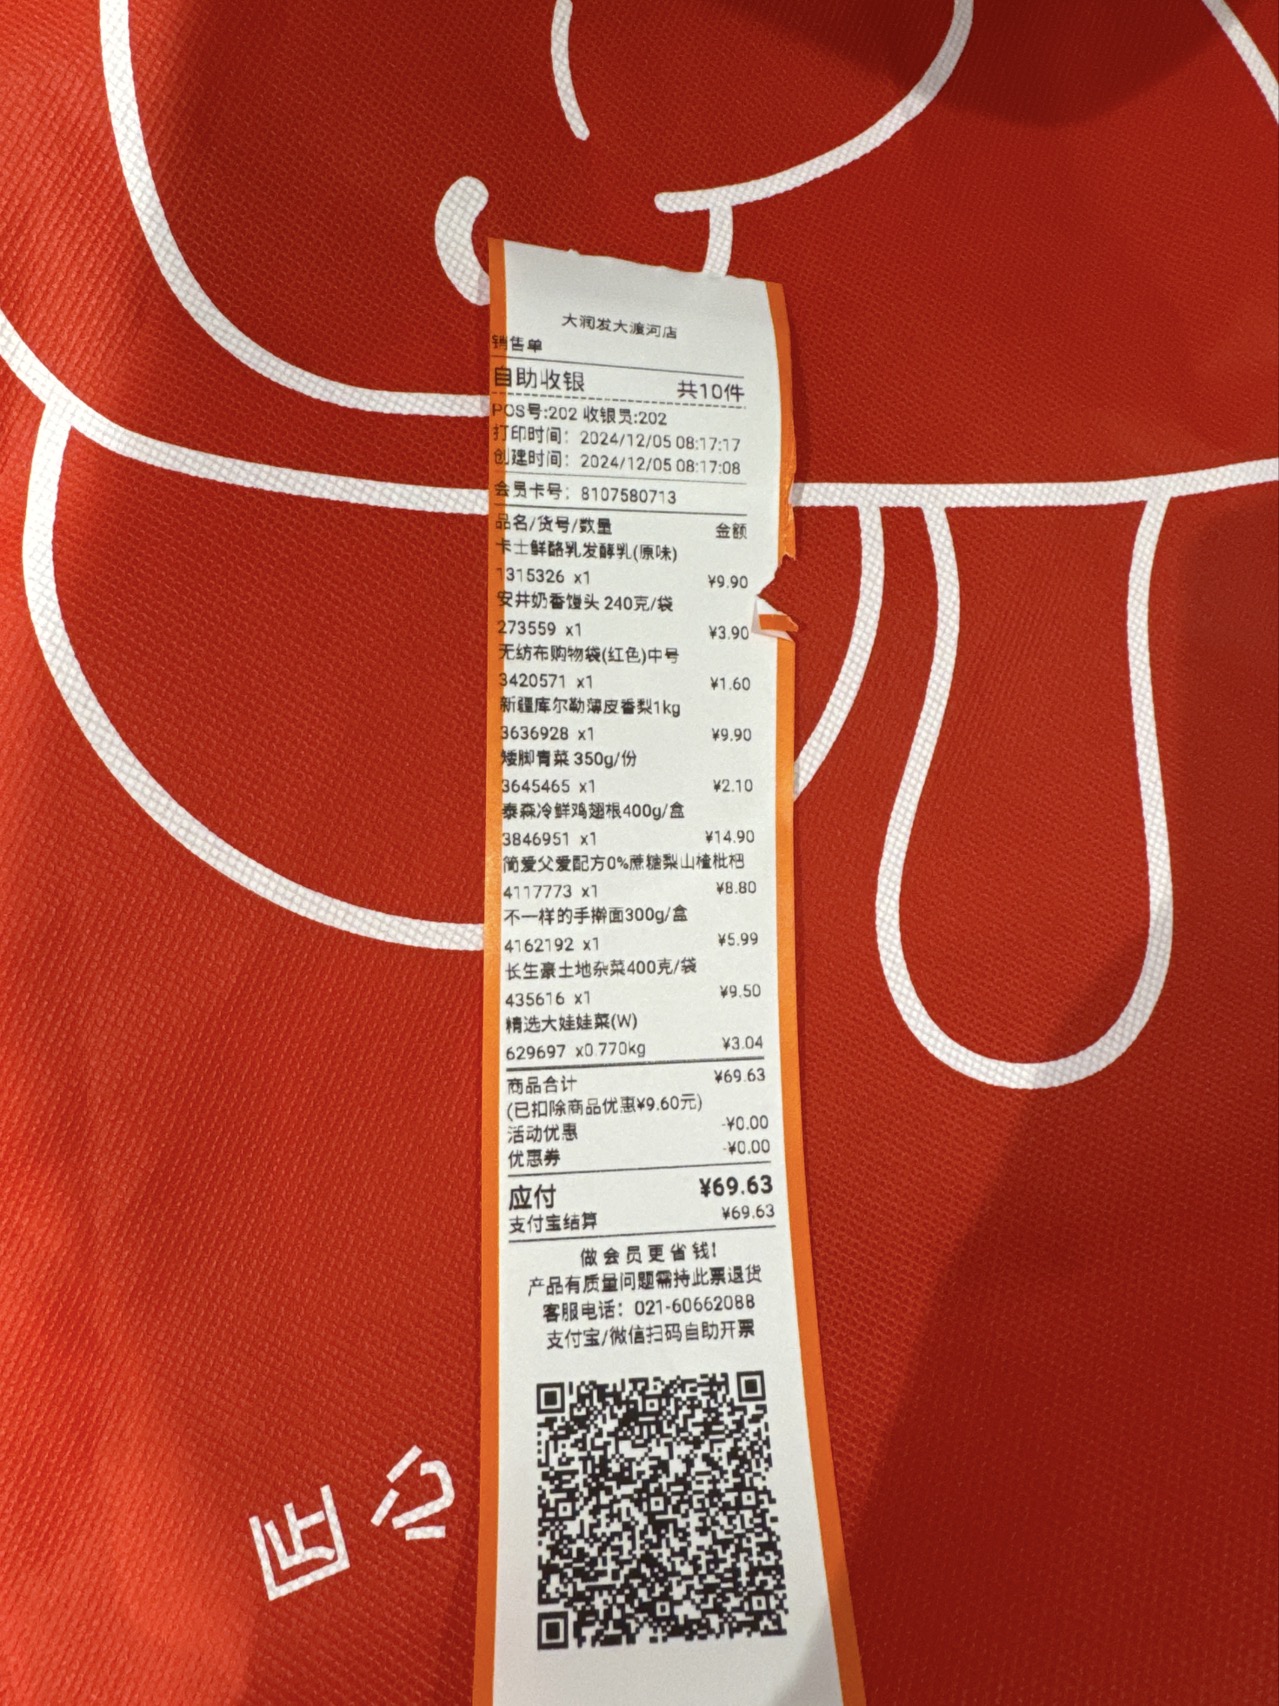 大润发大渡河店
销售单
自助收银 共10件
POS号:202 收银员:202
打印时间：2024/12/05 08:17:17
创建时间：2024/12/05 08:17:08
会员卡号：8107580713
品名/货号/数量 金额
卡士鲜酪乳发酵乳(原味)
1315326 x1 ¥9.90
安井奶香馒头 240克/袋
273559 x1 ¥3.90
无纺布购物袋(红色)中号
3420571 x1 ¥1.60
新疆库尔勒薄皮香梨1kg
3636928 x1 ¥9.90
矮脚青菜 350g/份
3645465 x1 ¥2.10
泰森冷鲜鸡翅根400g/盒
3846951 x1 ¥14.90
简爱父爱配方0%蔗糖梨山楂枇杷
4117773 x1 ¥8.80
不一样的手擀面300g/盒
4162192 x1 ¥5.99
长生豪土地杂菜400克/袋
435616 x1 ¥9.50
精选大娃娃菜(W)
629697 x0.770kg ¥3.04
商品合计 ¥69.63
(已扣除商品优惠¥9.60元)
活动优惠 -¥0.00
优惠券 -¥0.00
应付 ¥69.63
支付宝结算 ¥69.63
做会员更省钱!
产品有质量问题需持此票退货
客服电话：021-60662088
支付宝/微信扫码自助开票
匠心